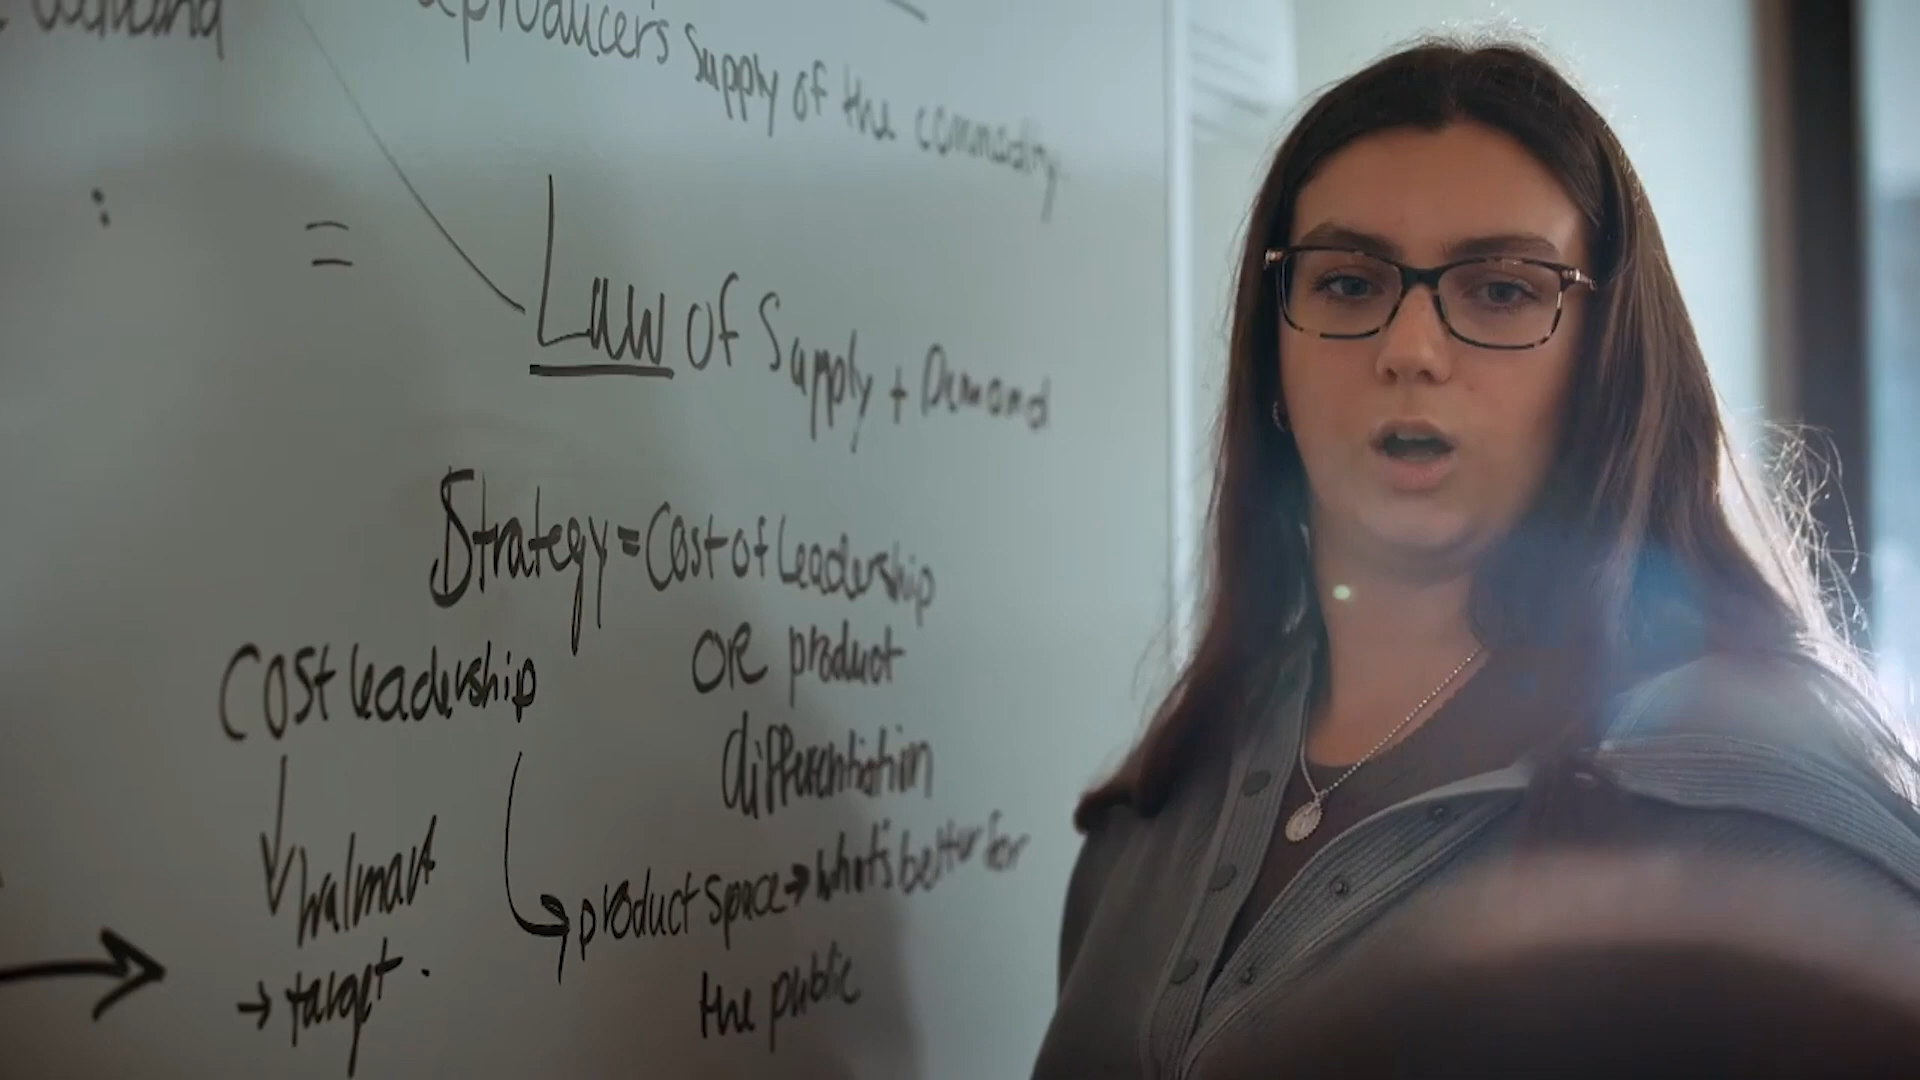 producer's supply of the commodity
=
Law of Supply + Demand
Strategy = Cost of Leadership
OR product
differentiation
Cost leadership
↓ walmart
→ target.
product space → what's better for
the public